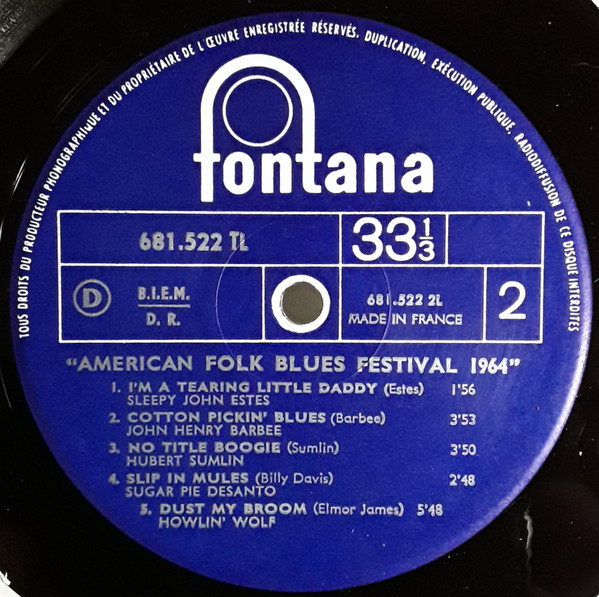 TOUS DROITS DU PRODUCTEUR PHONOGRAPHIQUE ET DU PROPRIÉTAIRE DE L'ŒUVRE ENREGISTRÉE RÉSERVÉS. DUPLICATION, EXÉCUTION PUBLIQUE, RADIODIFFUSION DE CE DISQUE INTERDITES
fontana
681.522 TL
33 1/3
D
B.I.E.M.
D. R.
681.522 2L
MADE IN FRANCE
2
"AMERICAN FOLK BLUES FESTIVAL 1964"
1. I'M A TEARING LITTLE DADDY (Estes) 1'56
SLEEPY JOHN ESTES
2. COTTON PICKIN' BLUES (Barbee) 3'53
JOHN HENRY BARBEE
3. NO TITLE BOOGIE (Sumlin) 3'50
HUBERT SUMLIN
4. SLIP IN MULES (Billy Davis) 2'48
SUGAR PIE DESANTO
5. DUST MY BROOM (Elmor James) 5'48
HOWLIN' WOLF